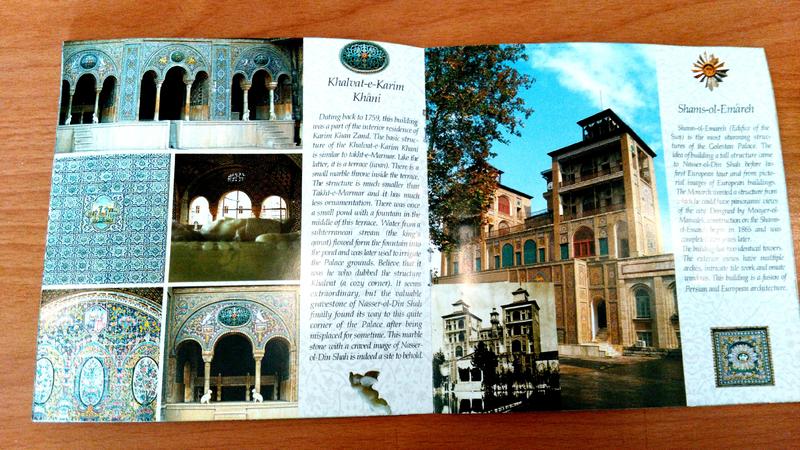 Khalvat-e-Karim
Khâni
Dating back to 1759, this building
was a part of the interior residence of
Karim Khan Zand. The basic struc-
ture of the Khalvat-e Karim Khani
is similar to takht-e-Marmar. Like the
latter, it is a terrace (iwan). There is a
small marble throne inside the terrace.
The structure is much smaller than
Takht-e-Marmar and it has much
less ornamentation. There was once
a small pond with a fountain in the
middle of this terrace. Water from a
subterranean stream (the king's
qanat) flowed form the fountain into
the pond and was later used to irrigate
the Palace grounds. Believe that it
was he who dubbed the structure
Khalvat (a cozy corner). It seems
extraordinary, but the valuable
gravestone of Nasser-ol-Din Shah
finally found its way to this quite
corner of the Palace after being
misplaced for sometime. This marble
stone with a craved image of Nasser-
ol-Din Shah is indeed a site to behold.
Shams-ol-Emâreh
Shams-ol-Emareh (Edifice of the
Sun) is the most stunning struc-
tures of the Golestan Palace. The
idea of building a tall structure came
to Nasser-ol-Din Shah before his
first European tour and from picto-
rial images of European buildings.
The Monarch wanted a structure from
which he could have panoramic views
of the city. Designed by Moayer-ol-
construction on the Shams-
ol-Emareh began in 1865 and was
completed two years later.
The building has two identical towers.
The exterior views have multiple
arches, intricate tile work and ornate
windows. This building is a fusion of
Persian and European architecture.